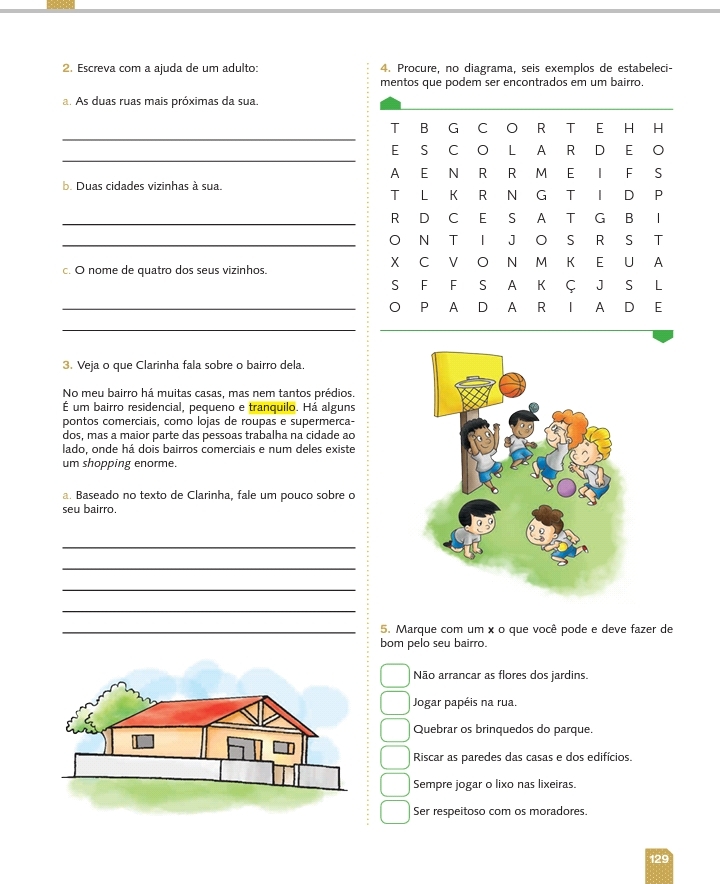 2. Escreva com a ajuda de um adulto:
a. As duas ruas mais próximas da sua.
b. Duas cidades vizinhas à sua.
c. O nome de quatro dos seus vizinhos.
3. Veja o que Clarinha fala sobre o bairro dela.
No meu bairro há muitas casas, mas nem tantos prédios.
É um bairro residencial, pequeno e tranquilo. Há alguns
pontos comerciais, como lojas de roupas e supermerca-
dos, mas a maior parte das pessoas trabalha na cidade ao
lado, onde há dois bairros comerciais e num deles existe
um shopping enorme.
a. Baseado no texto de Clarinha, fale um pouco sobre o
seu bairro.
4. Procure, no diagrama, seis exemplos de estabeleci-
mentos que podem ser encontrados em um bairro.
T B G C O R T E H H
E S C O L A R D E O
A E N R R M E I F S
T L K R N G T I D P
R D C E S A T G B I
O N T I J O S R S T
X C V O N M K E U A
S F F S A K Ç J S L
O P A D A R I A D E
5. Marque com um x o que você pode e deve fazer de
bom pelo seu bairro.
Não arrancar as flores dos jardins.
Jogar papéis na rua.
Quebrar os brinquedos do parque.
Riscar as paredes das casas e dos edifícios.
Sempre jogar o lixo nas lixeiras.
Ser respeitoso com os moradores.
129